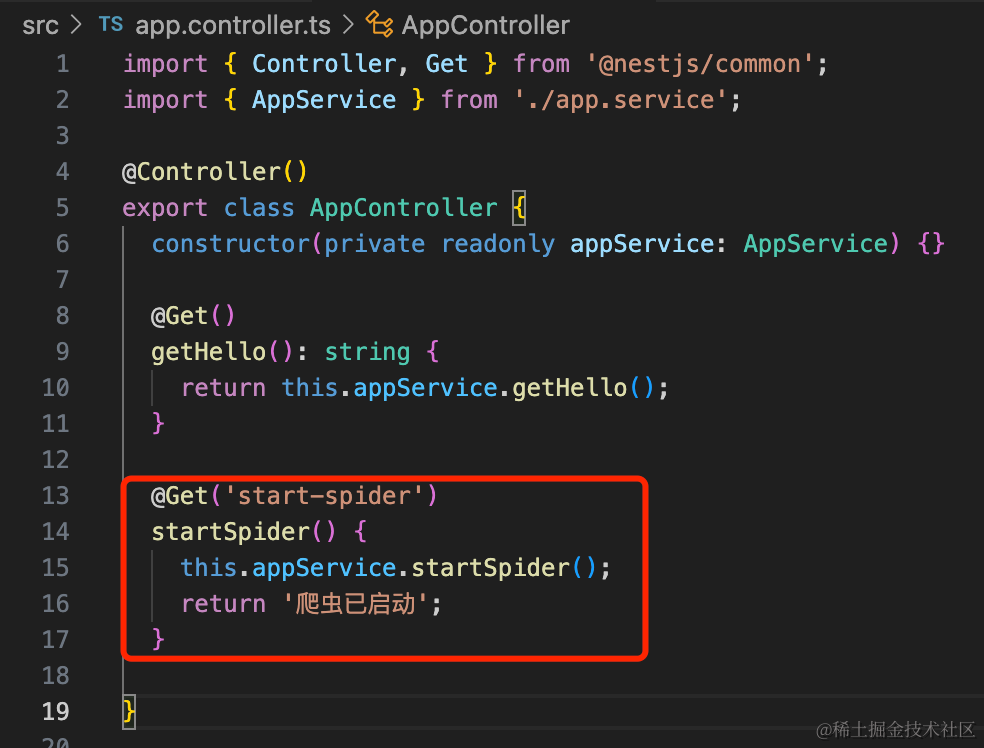 src > TS app.controller.ts > AppController
1 import { Controller, Get } from '@nestjs/common';
2 import { AppService } from './app.service';
3
4 @Controller()
5 export class AppController {
6   constructor(private readonly appService: AppService) {}
7
8   @Get()
9   getHello(): string {
10     return this.appService.getHello();
11   }
12
13   @Get('start-spider')
14   startSpider() {
15     this.appService.startSpider();
16     return '爬虫已启动';
17   }
18
19 }
20
@稀土掘金技术社区